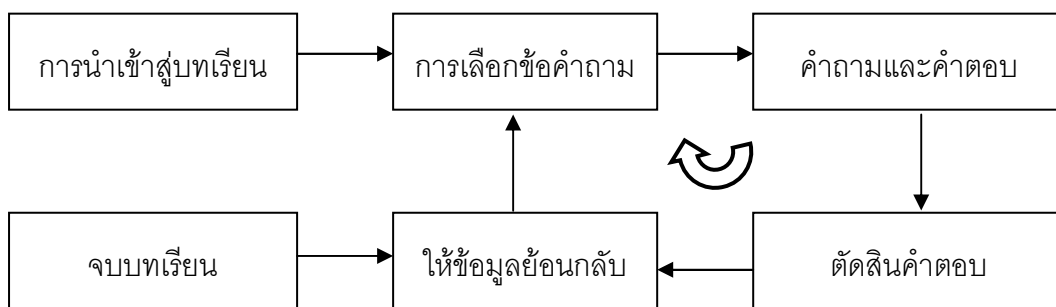 การนำเข้าสู่บทเรียน
การเลือกข้อคำถาม
คำถามและคำตอบ
จบบทเรียน
ให้ข้อมูลย้อนกลับ
ตัดสินคำตอบ